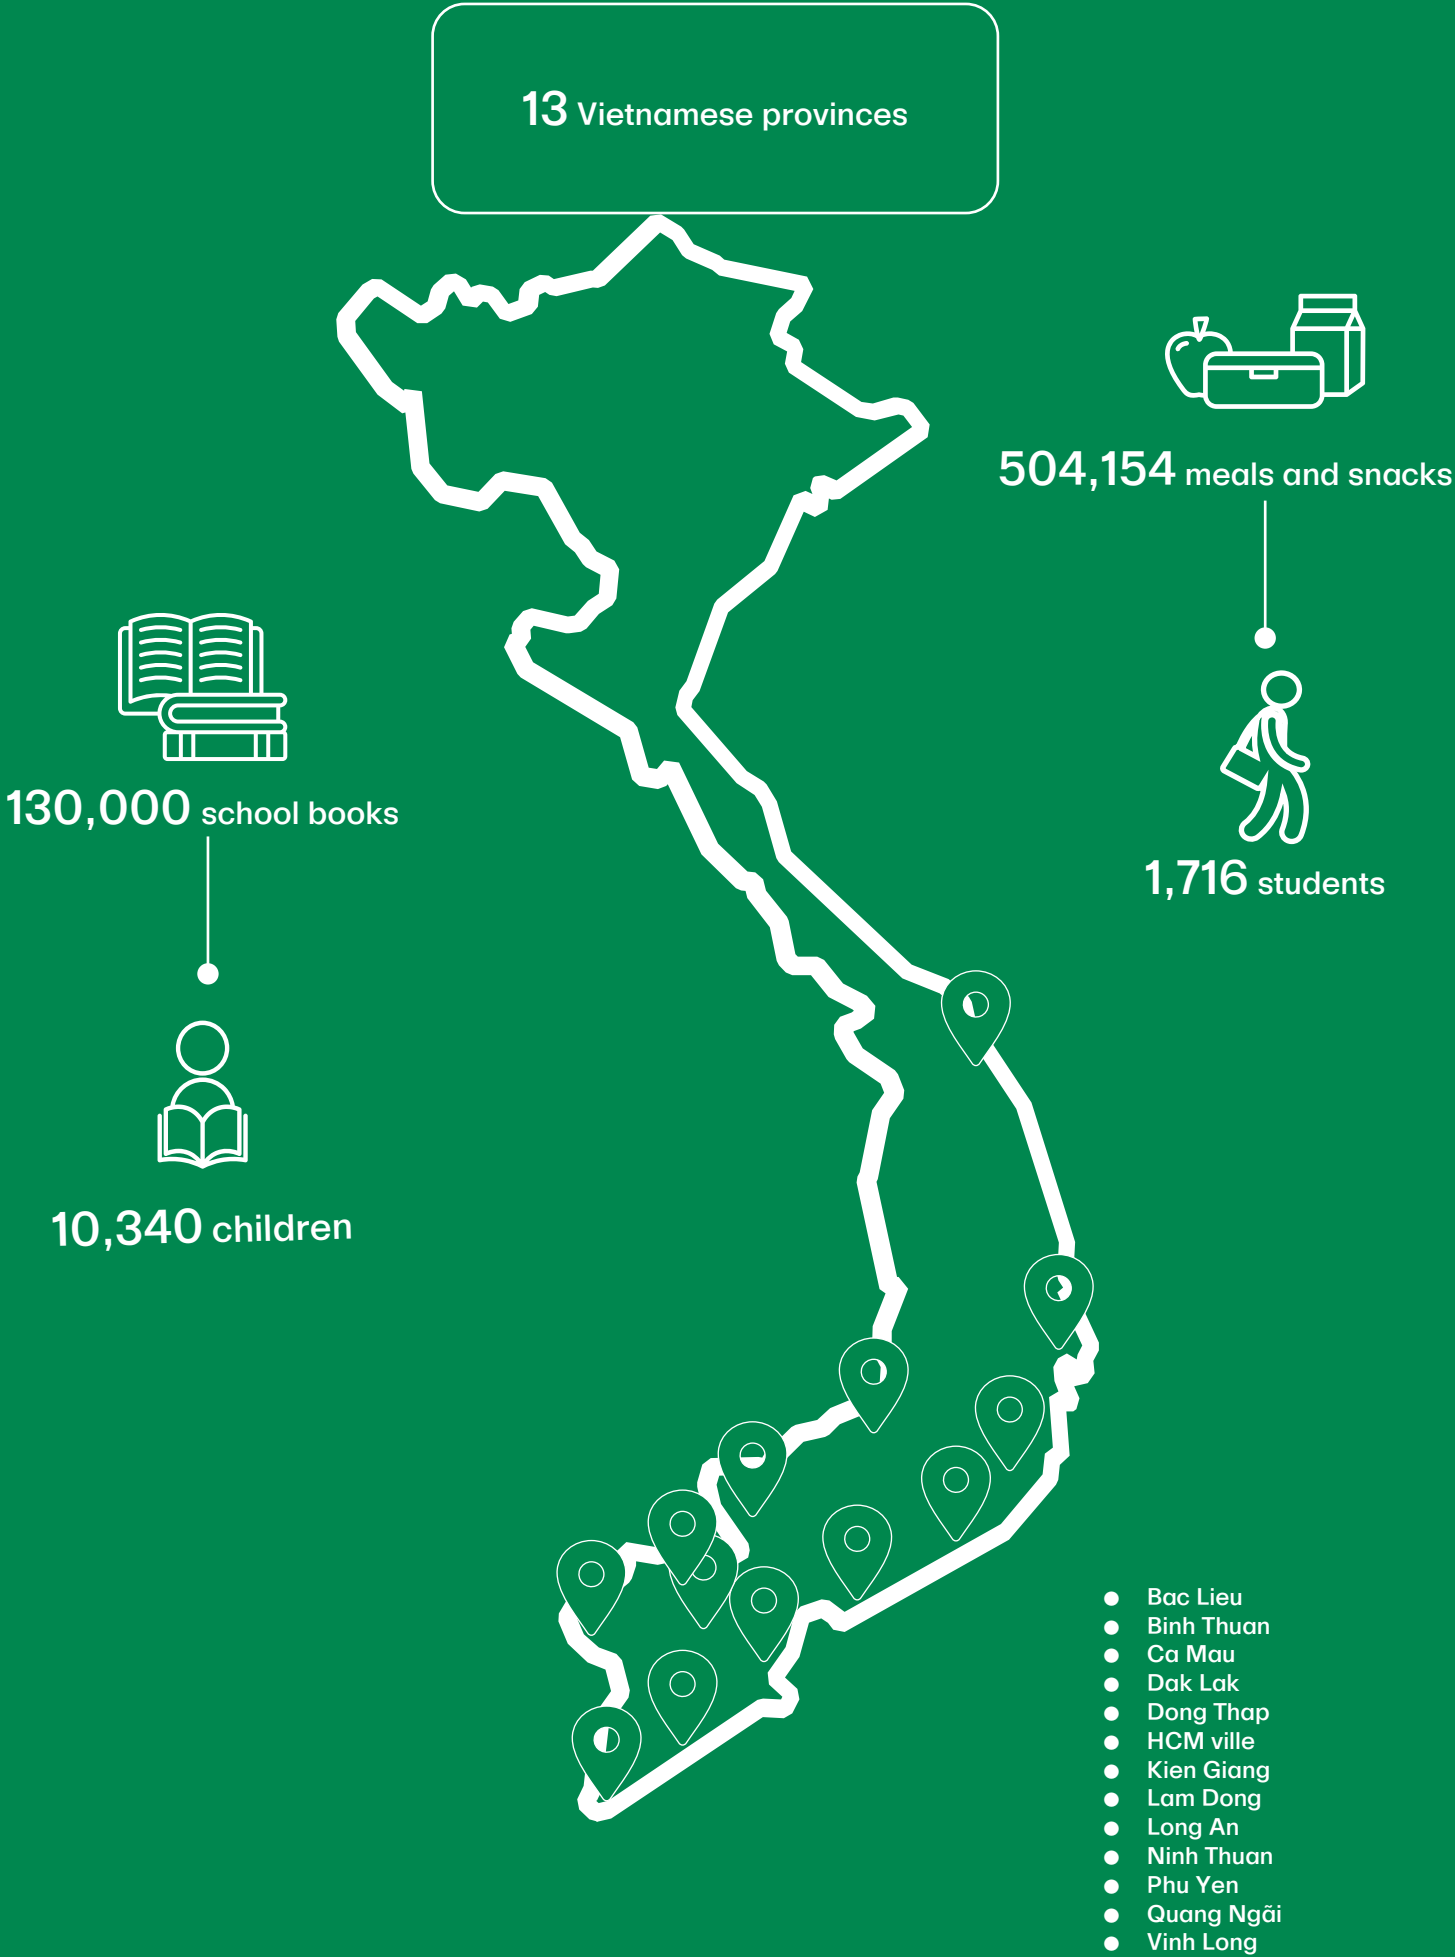 13 Vietnamese provinces
504,154 meals and snacks
130,000 school books
1,716 students
10,340 children
Bac Lieu
Binh Thuan
Ca Mau
Dak Lak
Dong Thap
HCM ville
Kien Giang
Lam Dong
Long An
Ninh Thuan
Phu Yen
Quang Ngãi
Vinh Long